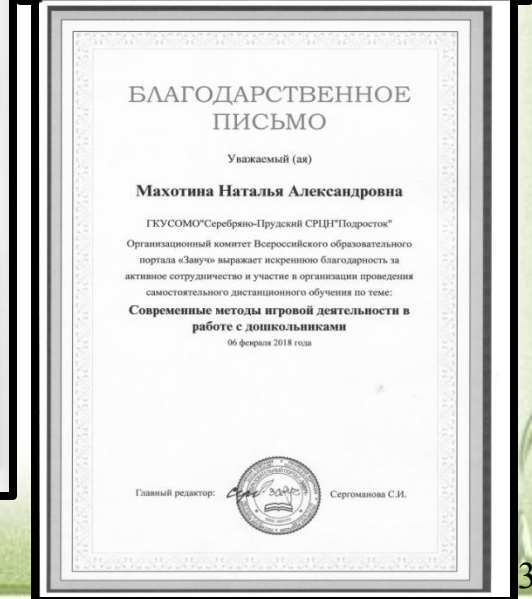 БЛАГОДАРСТВЕННОЕ
ПИСЬМО
Уважаемый (ая)
Махотина Наталья Александровна
ГКУСОМО"Серебряно-Прудский СРЦН"Подросток"
Организационный комитет Всероссийского образовательного
портала «Завуч» выражает искреннюю благодарность за
активное сотрудничество и участие в организации проведения
самостоятельного дистанционного обучения по теме:
Современные методы игровой деятельности в
работе с дошкольниками
06 февраля 2018 года
Главный редактор:
Завуч
Сергоманова С.И.
3